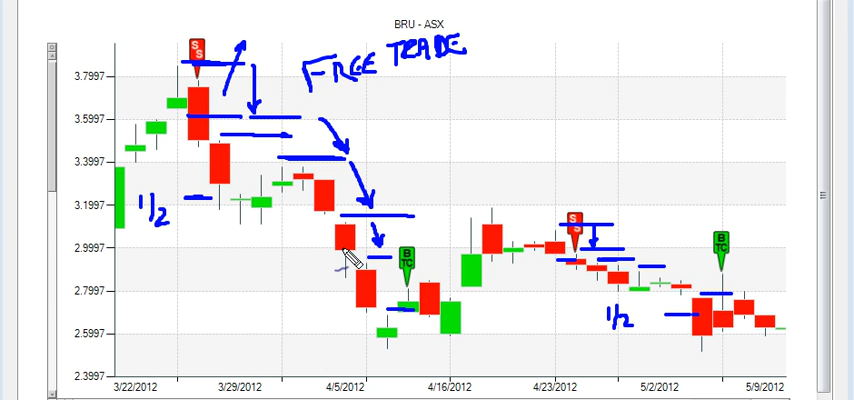 BRU - ASX
FREE TRADE
S
S
3.7997
3.5997
3.3997
3.1997
2.9997
2.7997
2.5997
2.3997
1/2
B
TC
S
S
B
TC
1/2
3/22/2012 3/29/2012 4/5/2012 4/16/2012 4/23/2012 5/2/2012 5/9/2012